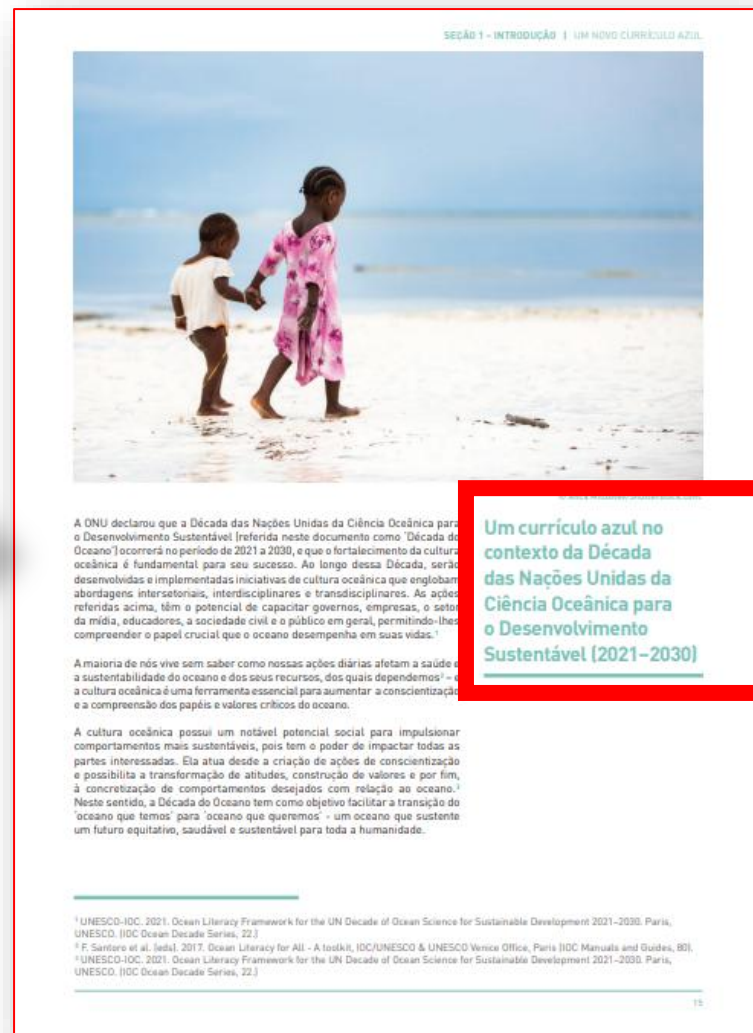 SEÇÃO 1 – INTRODUÇÃO | UM NOVO CURRÍCULO AZUL
A ONU declarou que a Década das Nações Unidas da Ciência Oceânica para
o Desenvolvimento Sustentável (referida neste documento como 'Década do
Oceano') ocorrerá no período de 2021 a 2030, e que o fortalecimento da cultura
oceânica é fundamental para seu sucesso. Ao longo dessa Década, serão
desenvolvidas e implementadas iniciativas de cultura oceânica que englobam
abordagens intersetoriais, interdisciplinares e transdisciplinares. As ações
referidas acima, têm o potencial de capacitar governos, empresas, o setor
da mídia, educadores, a sociedade civil e o público em geral, permitindo-lhes
compreender o papel crucial que o oceano desempenha em suas vidas.¹
A maioria de nós vive sem saber como nossas ações diárias afetam a saúde e
a sustentabilidade do oceano e dos seus recursos, dos quais dependemos² – e
a cultura oceânica é uma ferramenta essencial para aumentar a conscientização
e a compreensão dos papéis e valores críticos do oceano.
A cultura oceânica possui um notável potencial social para impulsionar
comportamentos mais sustentáveis, pois tem o poder de impactar todas as
partes interessadas. Ela atua desde a criação de ações de conscientização
e possibilita a transformação de atitudes, construção de valores e por fim,
à concretização de comportamentos desejados com relação ao oceano.³
Neste sentido, a Década do Oceano tem como objetivo facilitar a transição do
'oceano que temos' para 'oceano que queremos' - um oceano que sustente
um futuro equitativo, saudável e sustentável para toda a humanidade.
Um currículo azul no
contexto da Década
das Nações Unidas da
Ciência Oceânica para
o Desenvolvimento
Sustentável (2021–2030)
¹ UNESCO-IOC. 2021. Ocean Literacy Framework for the UN Decade of Ocean Science for Sustainable Development 2021–2030. Paris,
UNESCO. (IOC Ocean Decade Series, 22.)
² F. Santoro et al. (eds). 2017. Ocean Literacy for All - A toolkit, IOC/UNESCO & UNESCO Venice Office, Paris (IOC Manuals and Guides, 80).
³ UNESCO-IOC. 2021. Ocean Literacy Framework for the UN Decade of Ocean Science for Sustainable Development 2021–2030. Paris,
UNESCO. (IOC Ocean Decade Series, 22.)
15